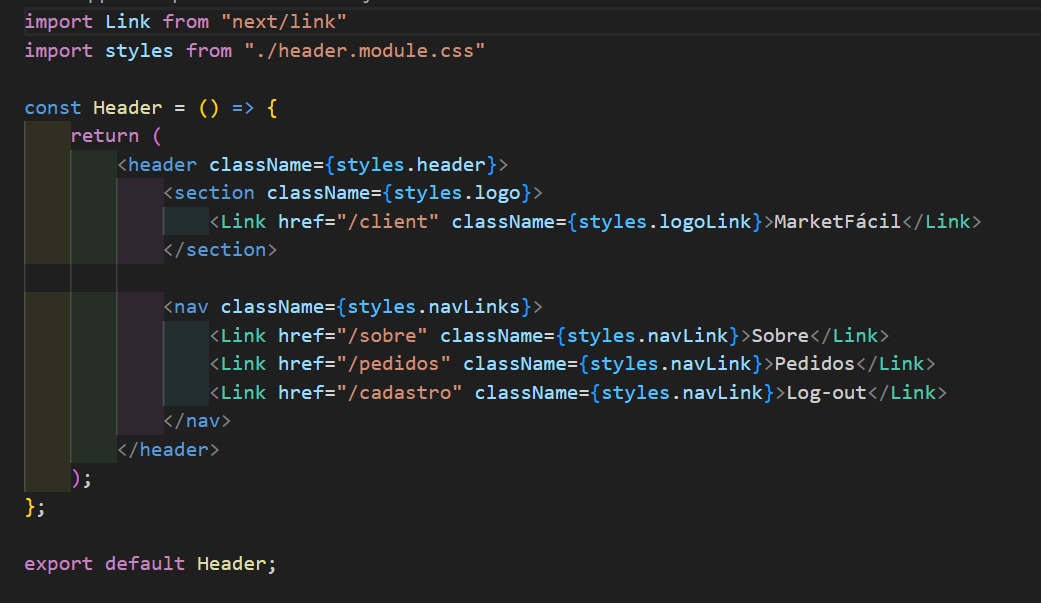 import Link from "next/link"
import styles from "./header.module.css"
const Header = () => {
return (
<header className={styles.header}>
<section className={styles.logo}>
<Link href="/client" className={styles.logoLink}>MarketFácil</Link>
</section>
<nav className={styles.navLinks}>
<Link href="/sobre" className={styles.navLink}>Sobre</Link>
<Link href="/pedidos" className={styles.navLink}>Pedidos</Link>
<Link href="/cadastro" className={styles.navLink}>Log-out</Link>
</nav>
</header>
);
};
export default Header;